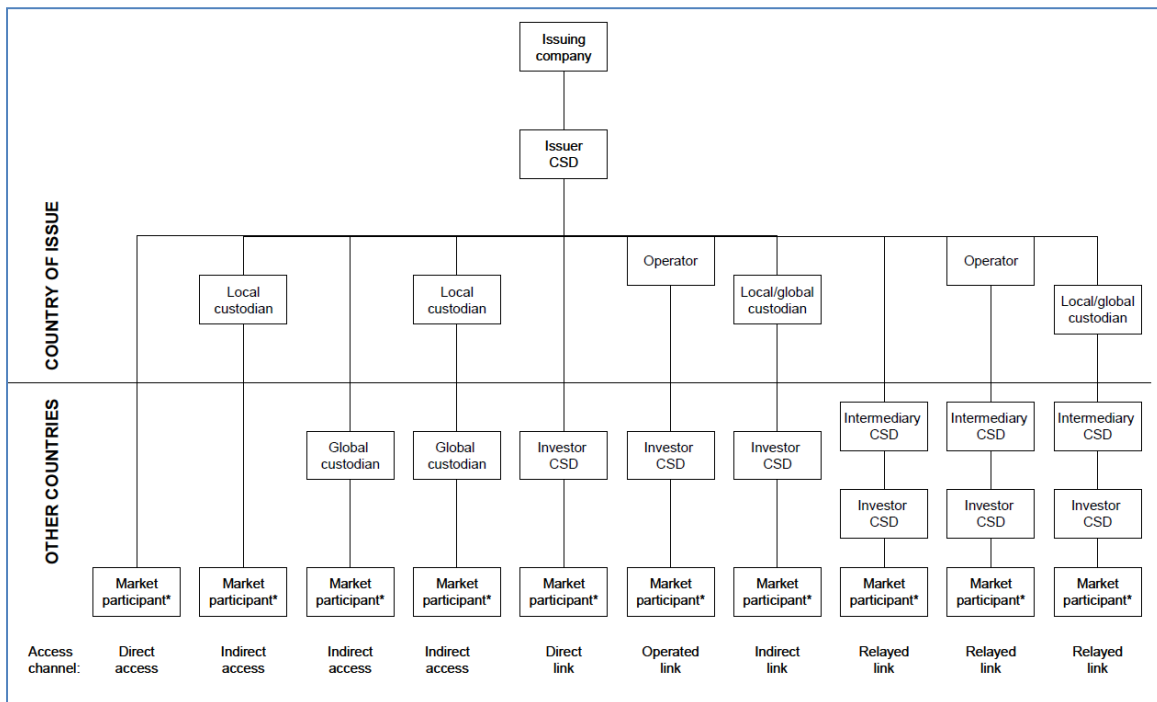 Issuing
company
Issuer
CSD
COUNTRY OF ISSUE
Operator
Operator
Local
custodian
Local
custodian
Local/global
custodian
Local/global
custodian
OTHER COUNTRIES
Intermediary
CSD
Intermediary
CSD
Intermediary
CSD
Global
custodian
Global
custodian
Investor
CSD
Investor
CSD
Investor
CSD
Investor
CSD
Investor
CSD
Investor
CSD
Market
participant*
Market
participant*
Market
participant*
Market
participant*
Market
participant*
Market
participant*
Market
participant*
Market
participant*
Market
participant*
Market
participant*
Access
channel:
Direct
access
Indirect
access
Indirect
access
Indirect
access
Direct
link
Operated
link
Indirect
link
Relayed
link
Relayed
link
Relayed
link